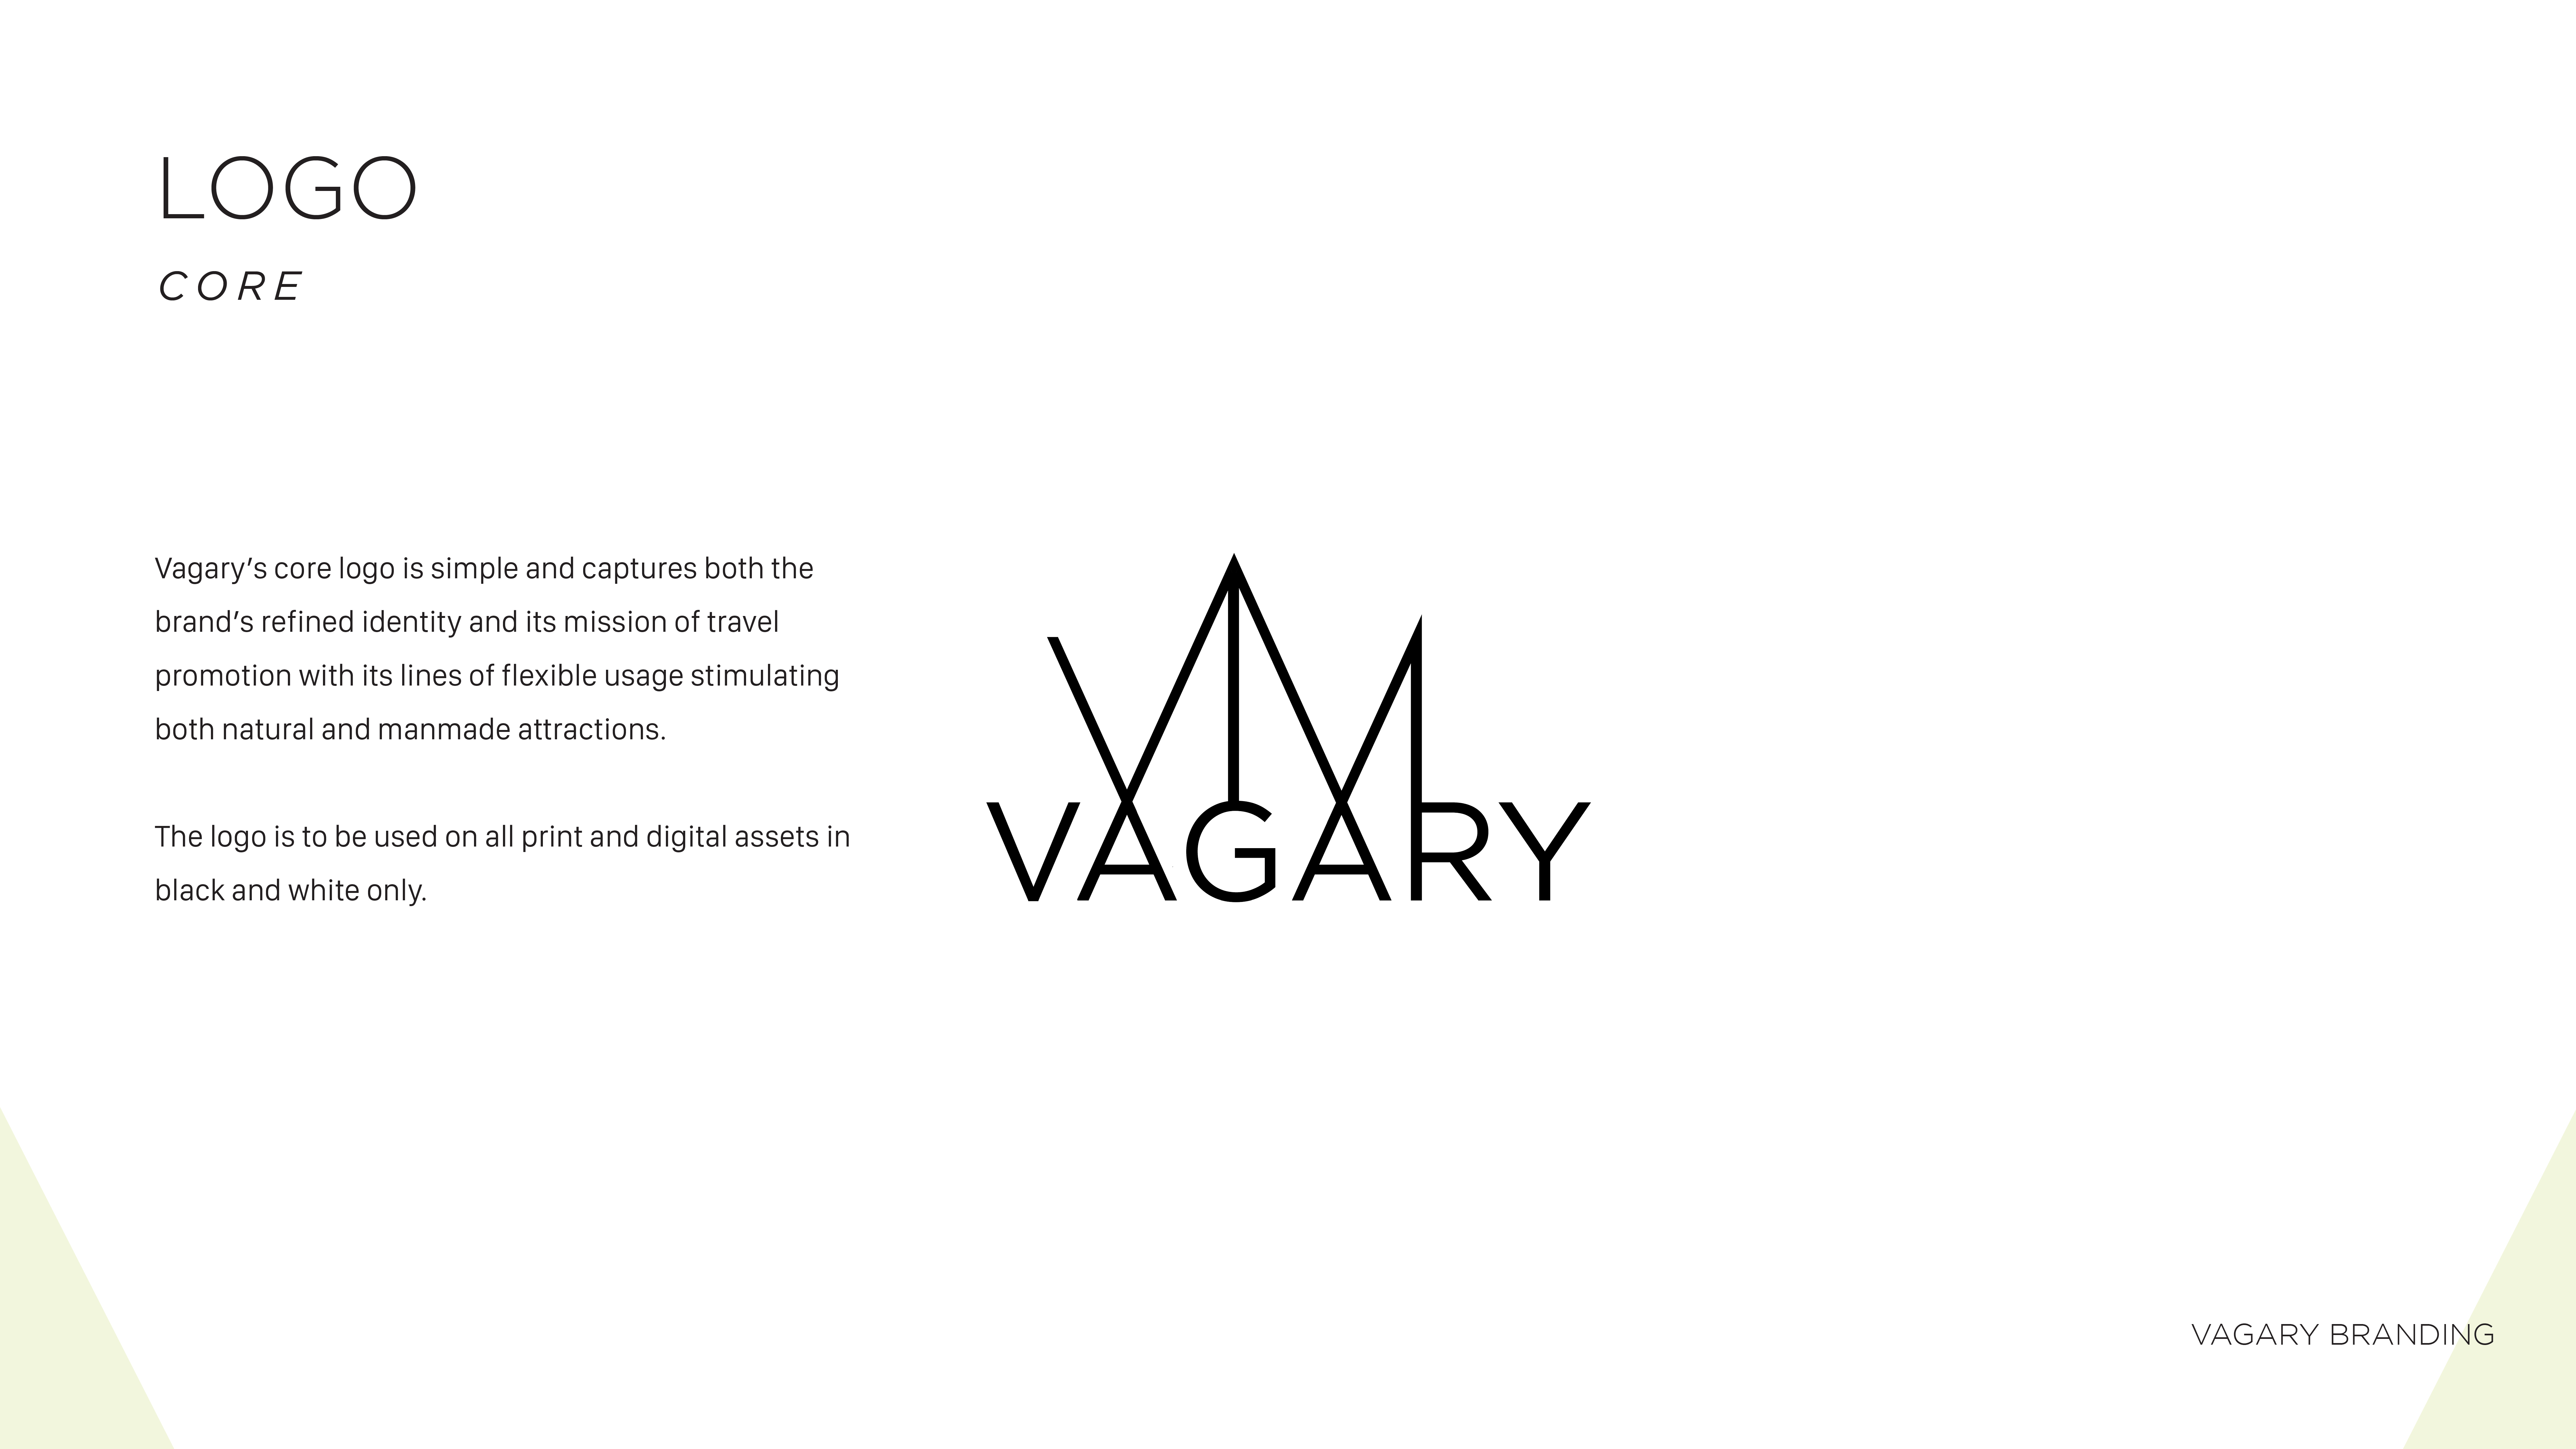 LOGO
CORE
Vagary’s core logo is simple and captures both the
brand’s refined identity and its mission of travel
promotion with its lines of flexible usage stimulating
both natural and manmade attractions.
The logo is to be used on all print and digital assets in
black and white only.
VAGARY
VAGARY BRANDING